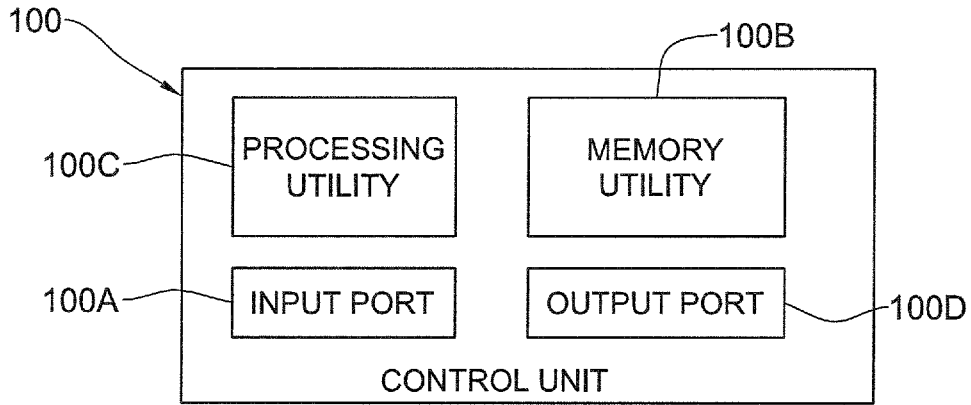 100
100B
100C
PROCESSING
UTILITY
MEMORY
UTILITY
100A
INPUT PORT
OUTPUT PORT
100D
CONTROL UNIT